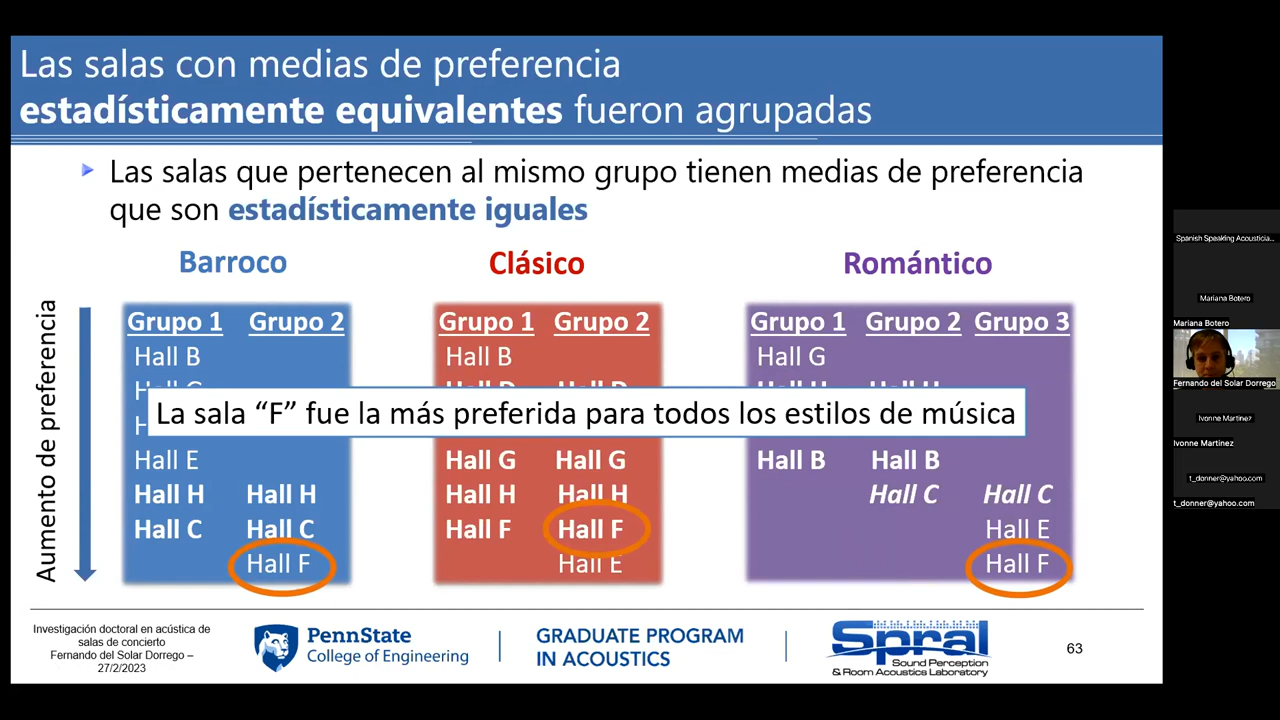 Las salas con medias de preferencia
estadísticamente equivalentes fueron agrupadas
Las salas que pertenecen al mismo grupo tienen medias de preferencia
que son estadísticamente iguales
Aumento de preferencia
Barroco
Grupo 1 Grupo 2
Hall B
Hall E
Hall H Hall H
Hall C Hall C
Hall F
Clásico
Grupo 1 Grupo 2
Hall B
Hall G Hall G
Hall H Hall H
Hall F Hall F
Hall E
Romántico
Grupo 1 Grupo 2 Grupo 3
Hall G
Hall B Hall B
Hall C Hall C
Hall E
Hall F
La sala “F” fue la más preferida para todos los estilos de música
Investigación doctoral en acústica de
salas de concierto
Fernando del Solar Dorrego –
27/2/2023
PennState
College of Engineering
GRADUATE PROGRAM
IN ACOUSTICS
Spral
Sound Perception
& Room Acoustics Laboratory
63
Spanish Speaking Acousticia...
Mariana Botero
Mariana Botero
Fernando del Solar Dorrego
Ivonne Martinez
Ivonne Martinez
t_donner@yahoo.com
t_donner@yahoo.com